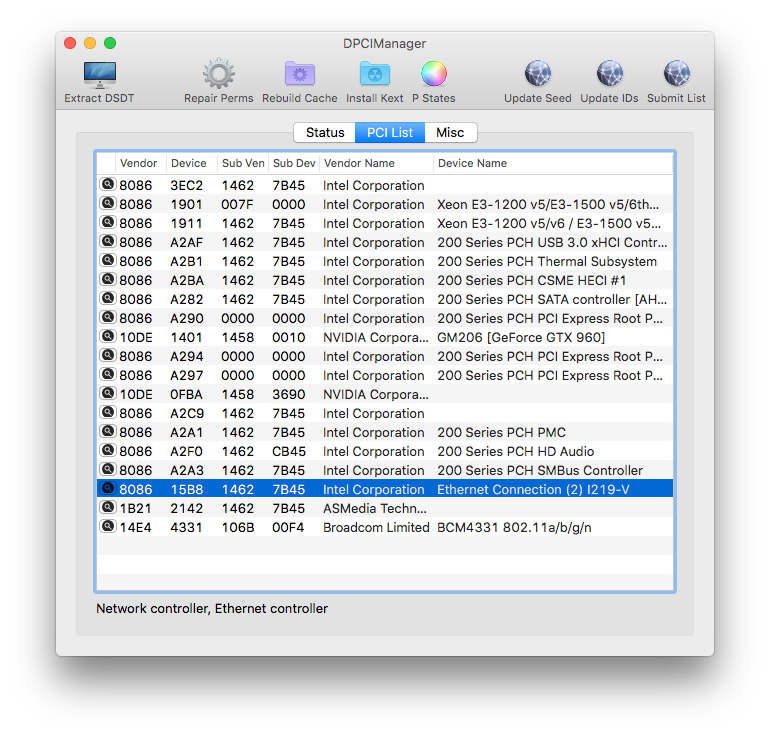 DPCIManager
Extract DSDT Repair Perms Rebuild Cache Install Kext P States Update Seed Update IDs Submit List
Status PCI List Misc
Vendor Device Sub Ven Sub Dev Vendor Name Device Name
8086 3EC2 1462 7B45 Intel Corporation
8086 1901 007F 0000 Intel Corporation Xeon E3-1200 v5/E3-1500 v5/6th...
8086 1911 1462 7B45 Intel Corporation Xeon E3-1200 v5/v6 / E3-1500 v5...
8086 A2AF 1462 7B45 Intel Corporation 200 Series PCH USB 3.0 xHCI Contr...
8086 A2B1 1462 7B45 Intel Corporation 200 Series PCH Thermal Subsystem
8086 A2BA 1462 7B45 Intel Corporation 200 Series PCH CSME HECI #1
8086 A282 1462 7B45 Intel Corporation 200 Series PCH SATA controller [AH...
8086 A290 0000 0000 Intel Corporation 200 Series PCH PCI Express Root P...
10DE 1401 1458 0010 NVIDIA Corpora... GM206 [GeForce GTX 960]
8086 A294 0000 0000 Intel Corporation 200 Series PCH PCI Express Root P...
8086 A297 0000 0000 Intel Corporation 200 Series PCH PCI Express Root P...
10DE 0FBA 1458 3690 NVIDIA Corpora...
8086 A2C9 1462 7B45 Intel Corporation
8086 A2A1 1462 7B45 Intel Corporation 200 Series PCH PMC
8086 A2F0 1462 CB45 Intel Corporation 200 Series PCH HD Audio
8086 A2A3 1462 7B45 Intel Corporation 200 Series PCH SMBus Controller
8086 15B8 1462 7B45 Intel Corporation Ethernet Connection (2) I219-V
1B21 2142 1462 7B45 ASMedia Techn...
14E4 4331 106B 00F4 Broadcom Limited BCM4331 802.11a/b/g/n
Network controller, Ethernet controller